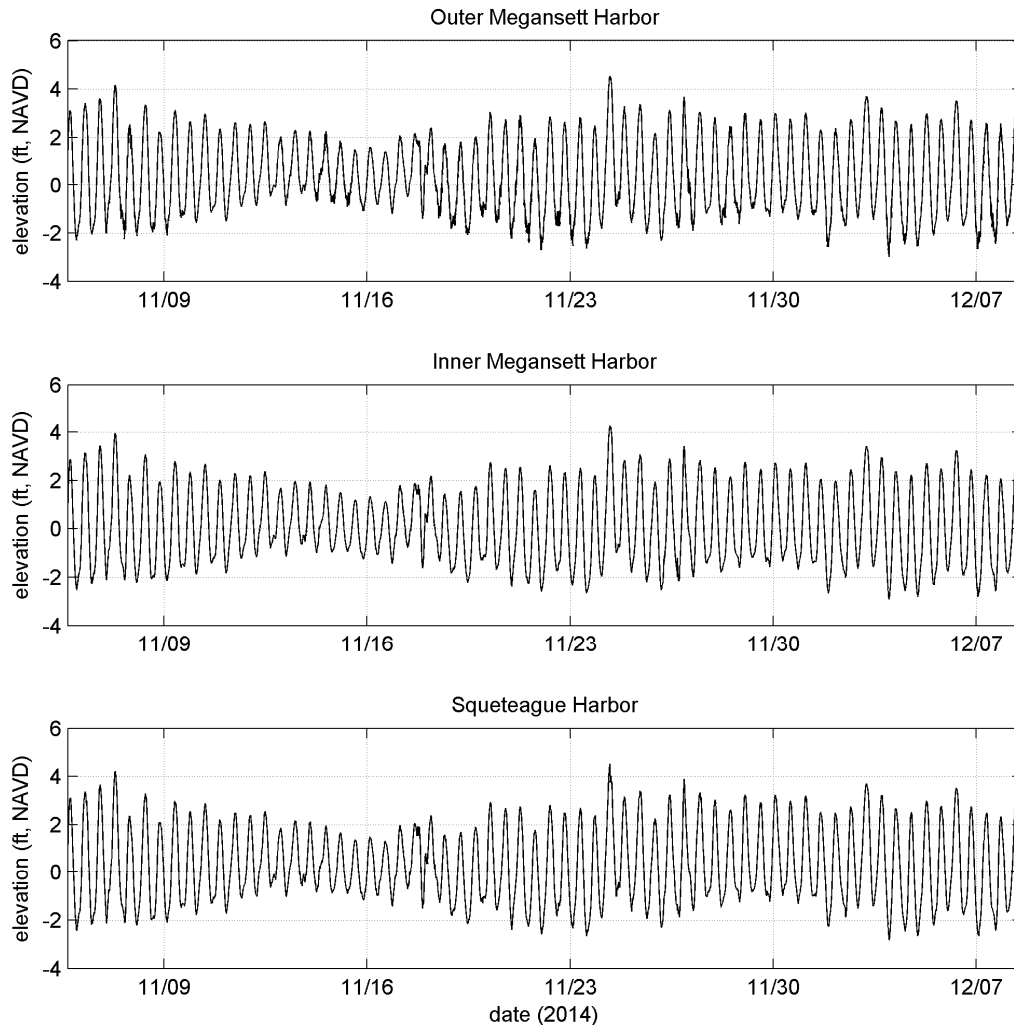 Outer Megansett Harbor
elevation (ft, NAVD)
6
4
2
0
-2
-4
11/09 11/16 11/23 11/30 12/07
Inner Megansett Harbor
elevation (ft, NAVD)
6
4
2
0
-2
-4
11/09 11/16 11/23 11/30 12/07
Squeteague Harbor
elevation (ft, NAVD)
6
4
2
0
-2
-4
11/09 11/16 11/23 11/30 12/07
date (2014)